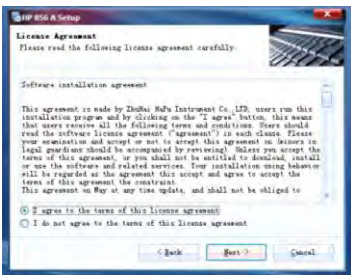 HP 856 A Setup
License Agreement
Please read the following license agreement carefully.
Software installation agreement
This agreement is made by ZhuHai NaPu Instrument Co.,LTD, users run this
installation program and by clicking on the "I agree" button, this means
that users receive all the following terms and conditions. Users should
read the software license agreement ("agreement") in each clause. Please
your examination and accept or not to accept this agreement on (minors in
legal guardians should be accompanied by reviewing) Unless you accept the
terms of this agreement, or you shall not be entitled to download, install
or use the software and related services. Your installation using behavior
will be regarded as the agreement this accept and agree to accept the
terms of this agreement the constraint.
This agreement on May at any time update, and shall not be obliged to
I agree to the terms of this license agreement
I do not agree to the terms of this license agreement
< Back
Next >
Cancel